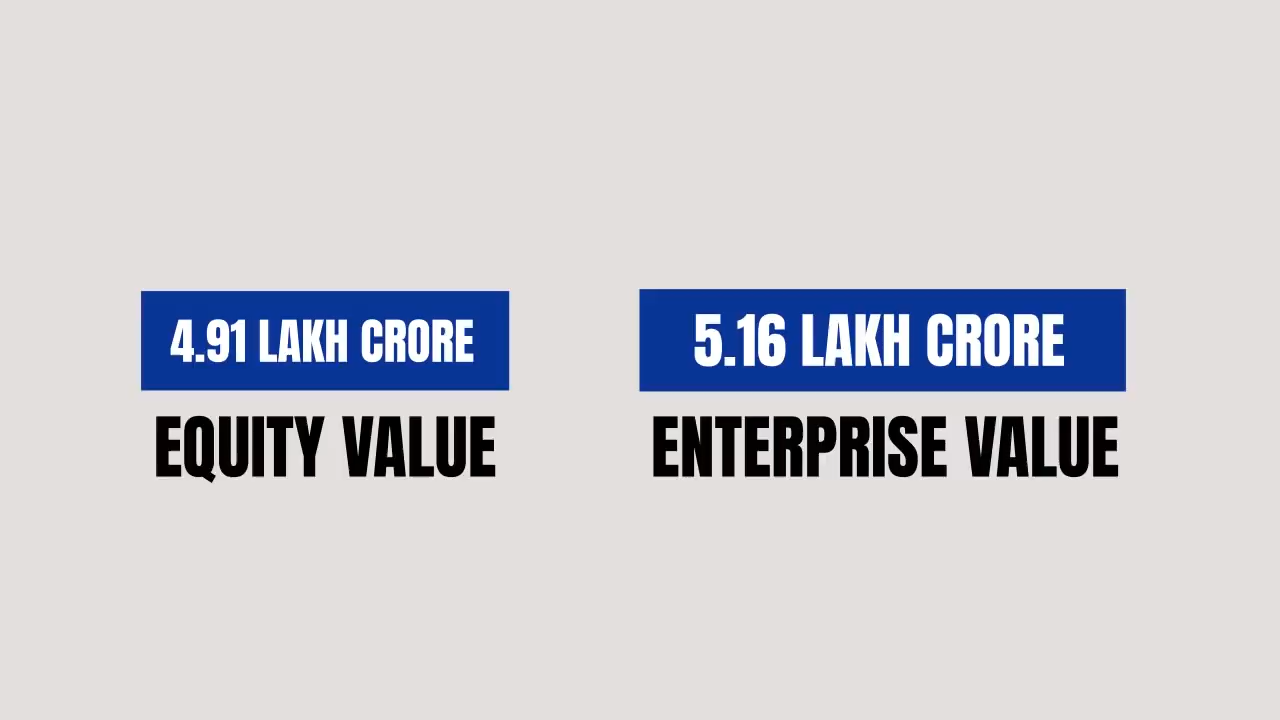 4.91 LAKH CRORE
EQUITY VALUE
5.16 LAKH CRORE
ENTERPRISE VALUE